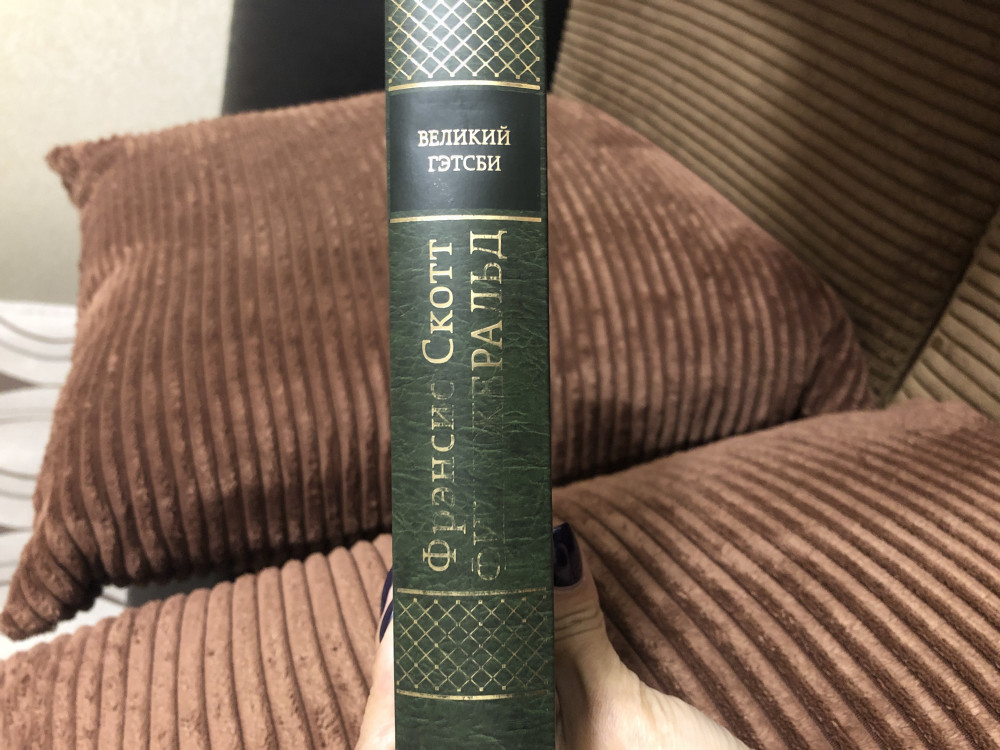 ВЕЛИКИЙ
ГЭТСБИ
Фрэнсис Скотт
ФИЦДЖЕРАЛЬД